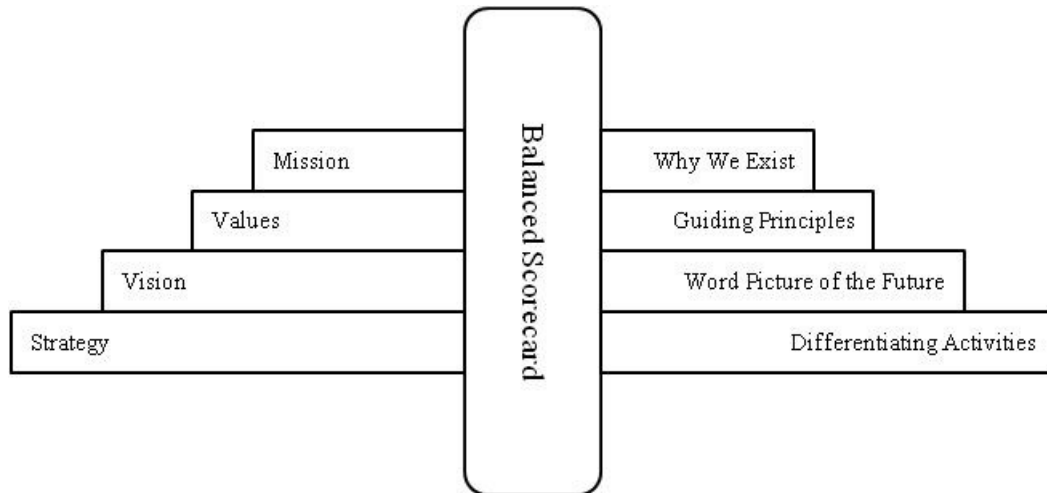 Balanced Scorecard
Mission
Why We Exist
Values
Guiding Principles
Vision
Word Picture of the Future
Strategy
Differentiating Activities